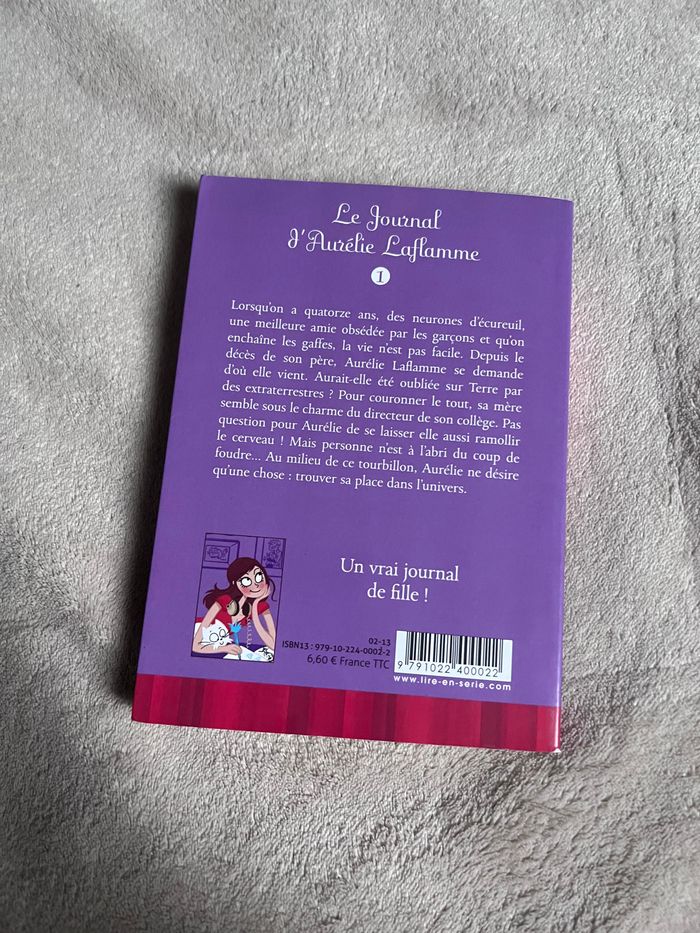 Le Journal
d'Aurélie Laflamme
1
Lorsqu'on a quatorze ans, des neurones d'écureuil,
une meilleure amie obsédée par les garçons et qu'on
enchaîne les gaffes, la vie n'est pas facile. Depuis le
décès de son père, Aurélie Laflamme se demande
d'où elle vient. Aurait-elle été oubliée sur Terre par
des extraterrestres ? Pour couronner le tout, sa mère
semble sous le charme du directeur de son collège. Pas
question pour Aurélie de se laisser elle aussi ramollir
le cerveau ! Mais personne n'est à l'abri du coup de
foudre... Au milieu de ce tourbillon, Aurélie ne désire
qu'une chose : trouver sa place dans l'univers.
Un vrai journal
de fille !
02-13
ISBN13 : 979-10-224-0002-2
6,60 € France TTC
9 791022 400022
www.lire-en-serie.com